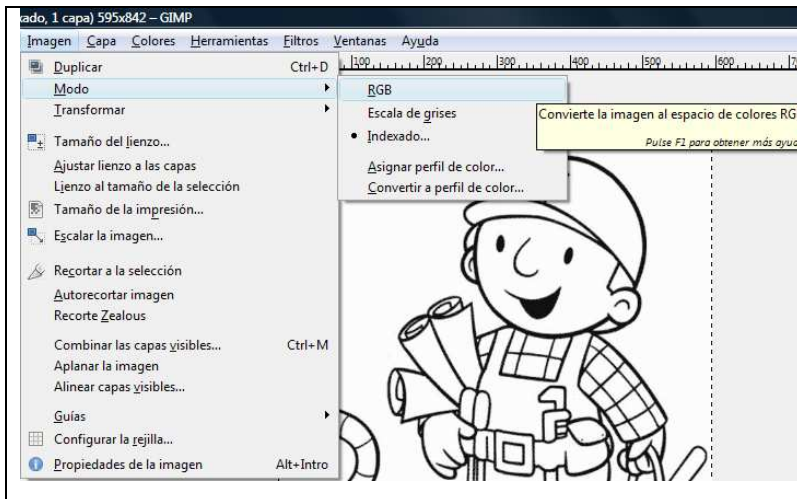 ado, 1 capa) 595x842 – GIMP
Imagen Capa Colores Herramientas Filtros Ventanas Ayuda
100 200 300 400 500 600
Duplicar Ctrl+D
Modo
Transformar
Tamaño del lienzo...
Ajustar lienzo a las capas
Lienzo al tamaño de la selección
Tamaño de la impresión...
Escalar la imagen...
Recortar a la selección
Autorecortar imagen
Recorte Zealous
Combinar las capas visibles... Ctrl+M
Aplanar la imagen
Alinear capas visibles...
Guías
Configurar la rejilla...
Propiedades de la imagen Alt+Intro
RGB
Escala de grises
Indexado...
Asignar perfil de color...
Convertir a perfil de color...
Convierte la imagen al espacio de colores RG
Pulse F1 para obtener más ayud